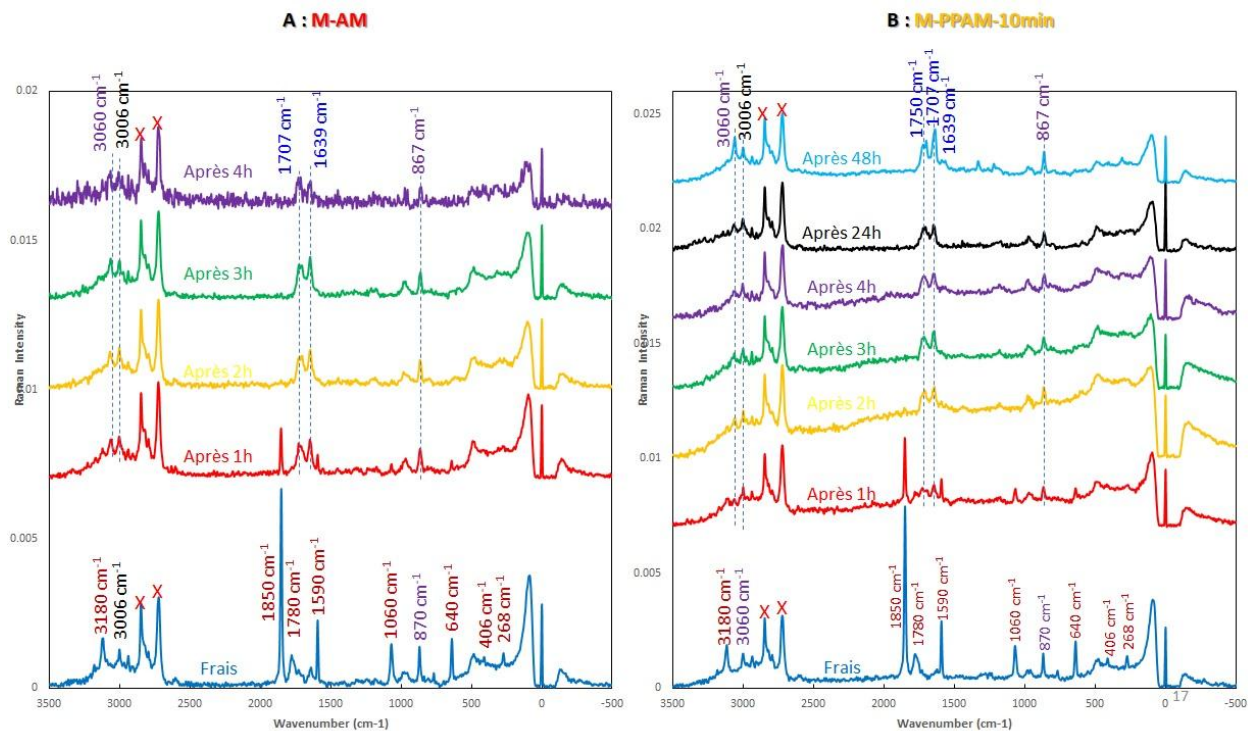 A : M-AM
0.02
0.015
0.01
0.005
0
Raman Intensity
3060 cm-1
3006 cm-1
X
X
1707 cm-1
1639 cm-1
867 cm-1
Après 4h
Après 3h
Après 2h
Après 1h
3180 cm-1
3006 cm-1
X
X
1850 cm-1
1780 cm-1
1590 cm-1
1060 cm-1
870 cm-1
640 cm-1
406 cm-1
268 cm-1
Frais
3500
3000
2500
2000
1500
1000
500
0
-500
Wavenumber (cm-1)
B : M-PPAM-10min
0.025
0.02
0.015
0.01
0.005
0
Raman Intensity
3060 cm-1
3006 cm-1
X
X
1750 cm-1
1707 cm-1
1639 cm-1
867 cm-1
Après 48h
Après 24h
Après 4h
Après 3h
Après 2h
Après 1h
3180 cm-1
3060 cm-1
X
X
1850 cm-1
1780 cm-1
1590 cm-1
1060 cm-1
870 cm-1
640 cm-1
406 cm-1
268 cm-1
Frais
3500
3000
2500
2000
1500
1000
500
0
-500
17
Wavenumber (cm-1)